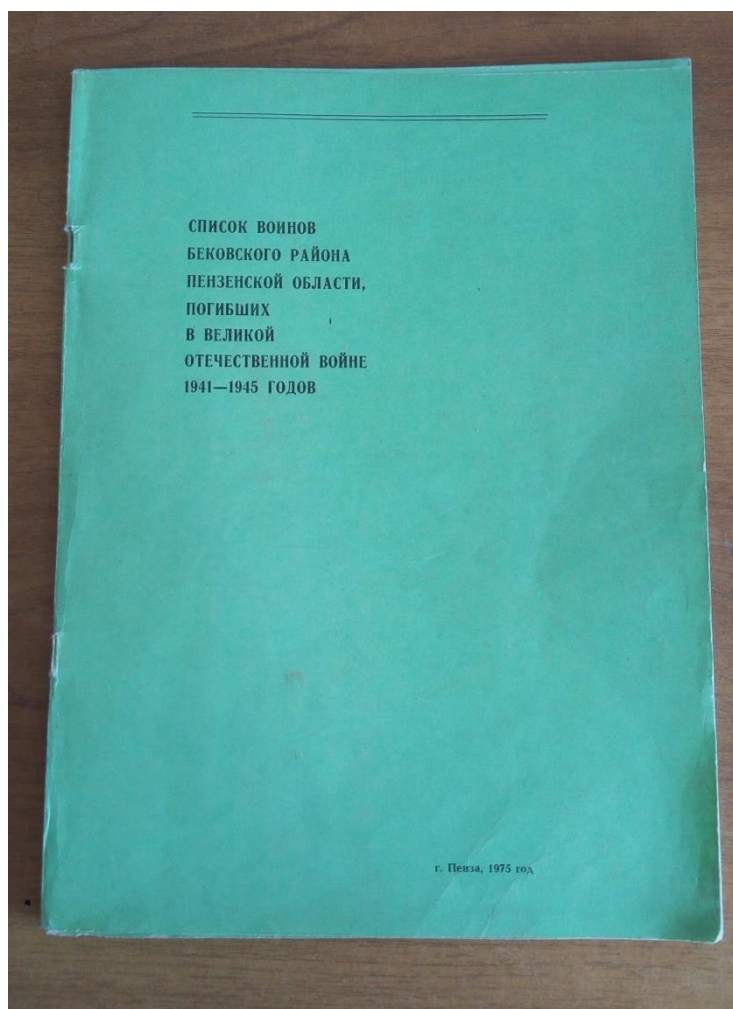 СПИСОК ВОИНОВ
БЕКОВСКОГО РАЙОНА
ПЕНЗЕНСКОЙ ОБЛАСТИ,
ПОГИБШИХ
В ВЕЛИКОЙ
ОТЕЧЕСТВЕННОЙ ВОЙНЕ
1941—1945 ГОДОВ
г. Пенза, 1975 год